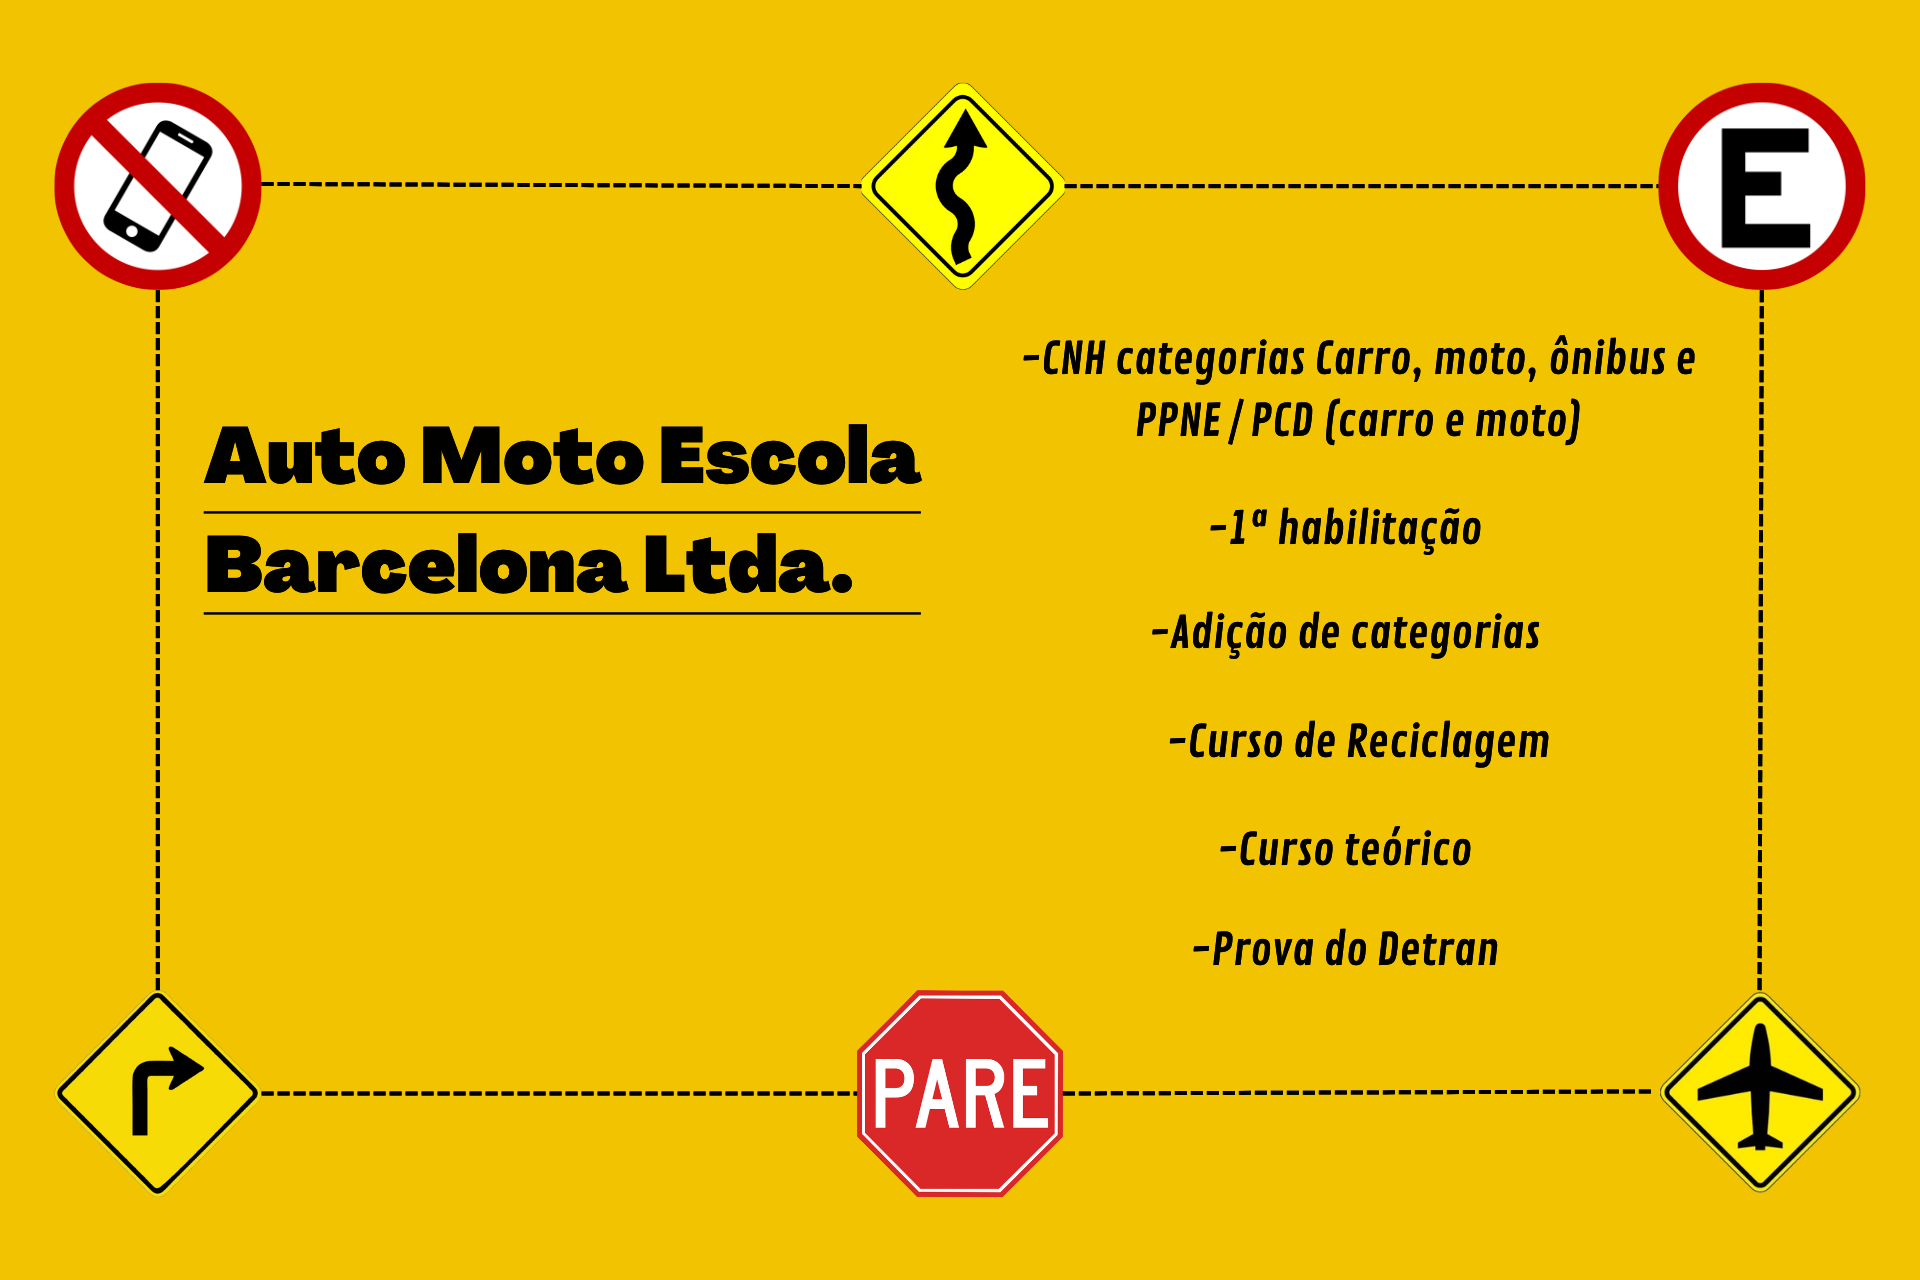 E
Auto Moto Escola
Barcelona Ltda.
-CNH categorias Carro, moto, ônibus e
PPNE / PCD (carro e moto)
-1ª habilitação
-Adição de categorias
-Curso de Reciclagem
-Curso teórico
-Prova do Detran
PARE